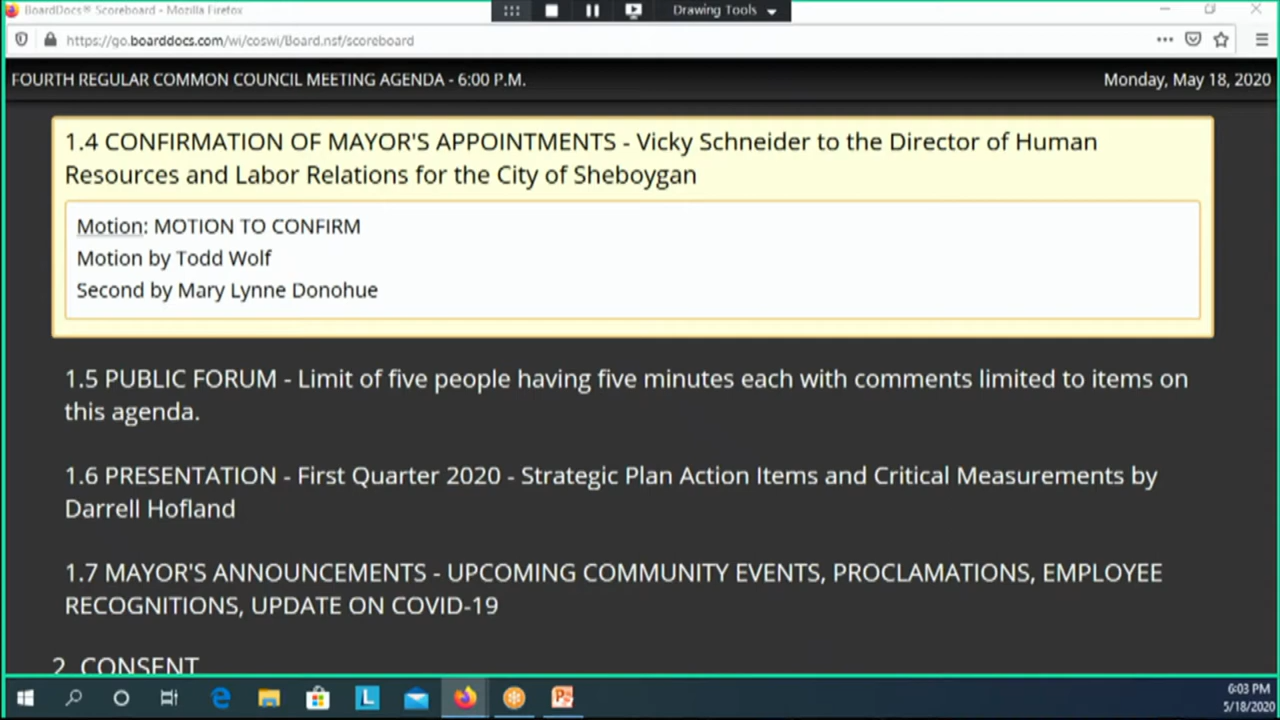 BoardDocs® Scoreboard - Mozilla Firefox
Drawing Tools
https://go.boarddocs.com/wi/coswi/Board.nsf/scoreboard
FOURTH REGULAR COMMON COUNCIL MEETING AGENDA - 6:00 P.M.
Monday, May 18, 2020
1.4 CONFIRMATION OF MAYOR'S APPOINTMENTS - Vicky Schneider to the Director of Human
Resources and Labor Relations for the City of Sheboygan
Motion: MOTION TO CONFIRM
Motion by Todd Wolf
Second by Mary Lynne Donohue
1.5 PUBLIC FORUM - Limit of five people having five minutes each with comments limited to items on
this agenda.
1.6 PRESENTATION - First Quarter 2020 - Strategic Plan Action Items and Critical Measurements by
Darrell Hofland
1.7 MAYOR'S ANNOUNCEMENTS - UPCOMING COMMUNITY EVENTS, PROCLAMATIONS, EMPLOYEE
RECOGNITIONS, UPDATE ON COVID-19
2. CONSENT
6:03 PM
5/18/2020